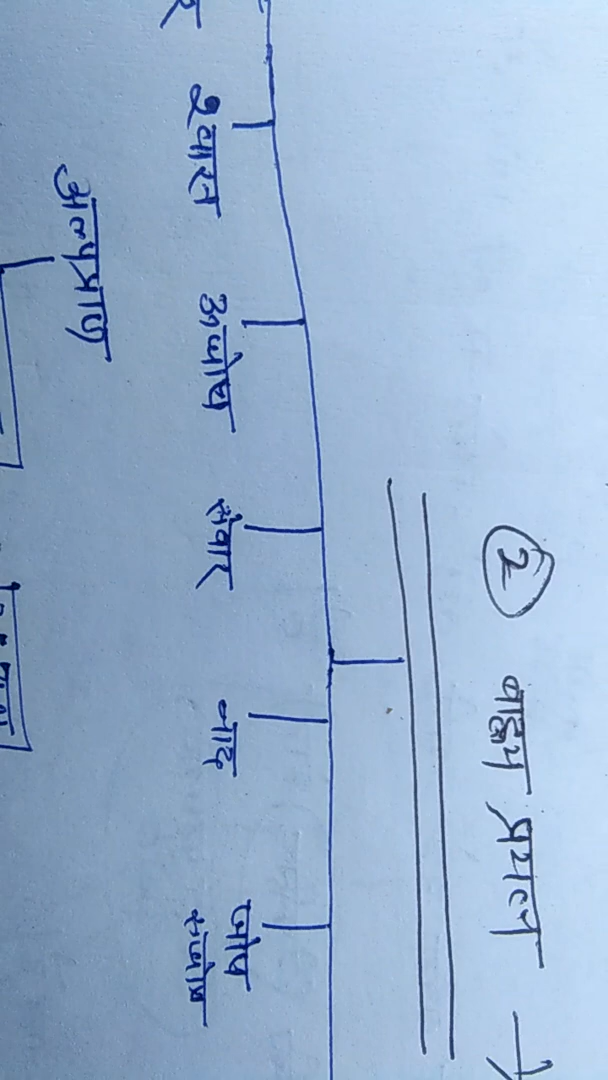 ② वाह्य प्रयत्न →
श्वास
अघोष
संवार
नाद
घोष
अल्पप्राण